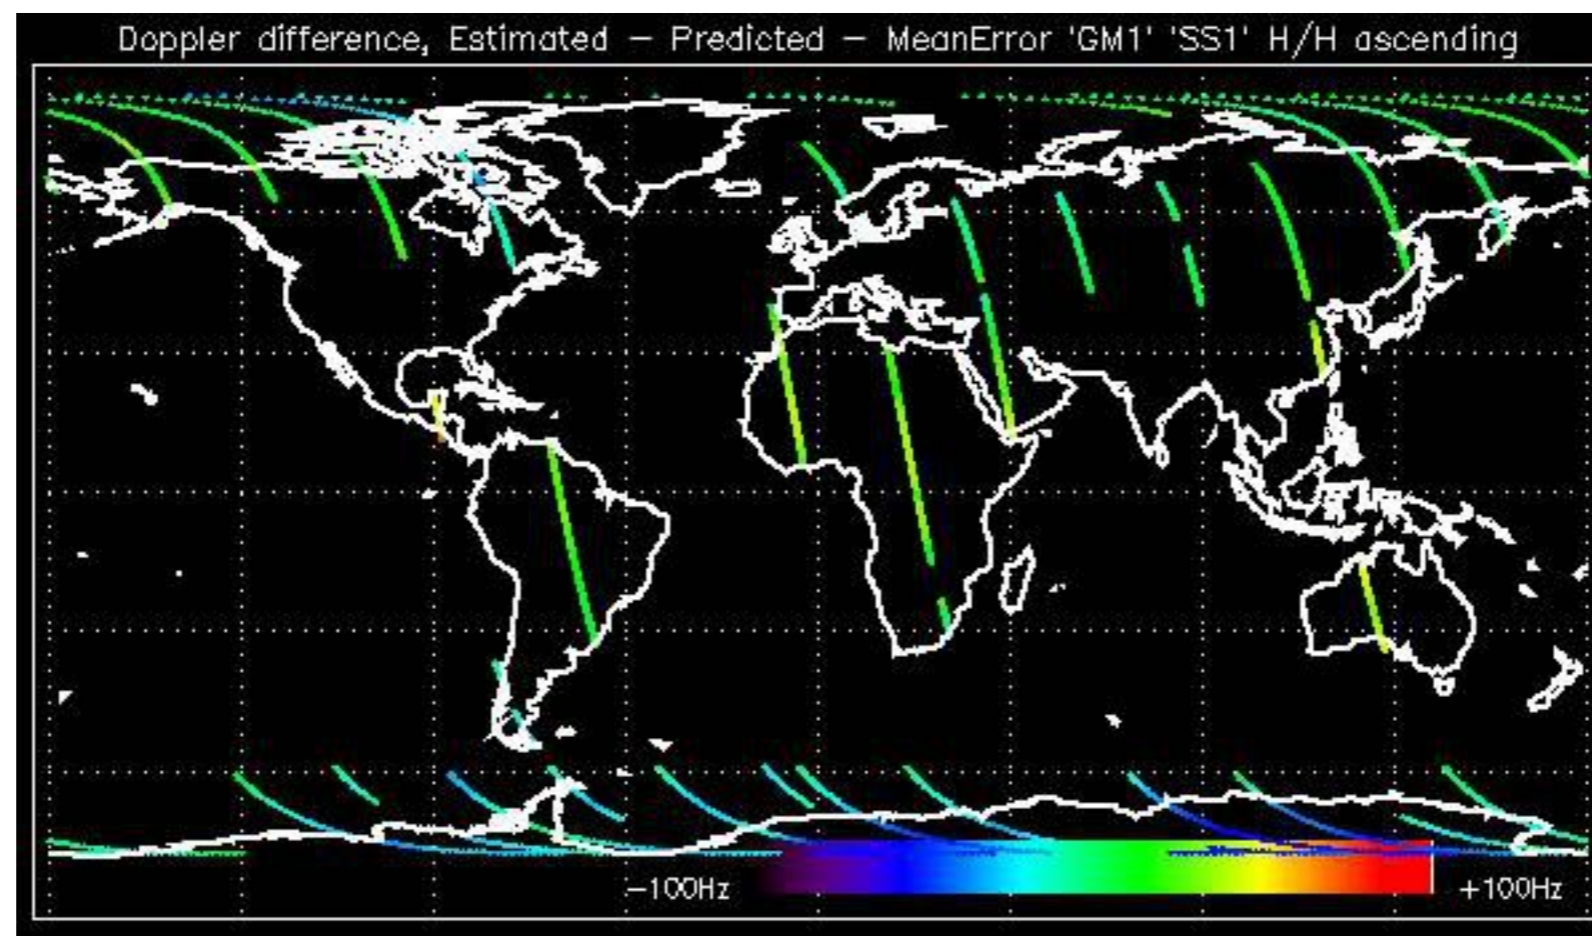 Doppler difference, Estimated – Predicted – MeanError 'GM1' 'SS1' H/H ascending
–100Hz
+100Hz